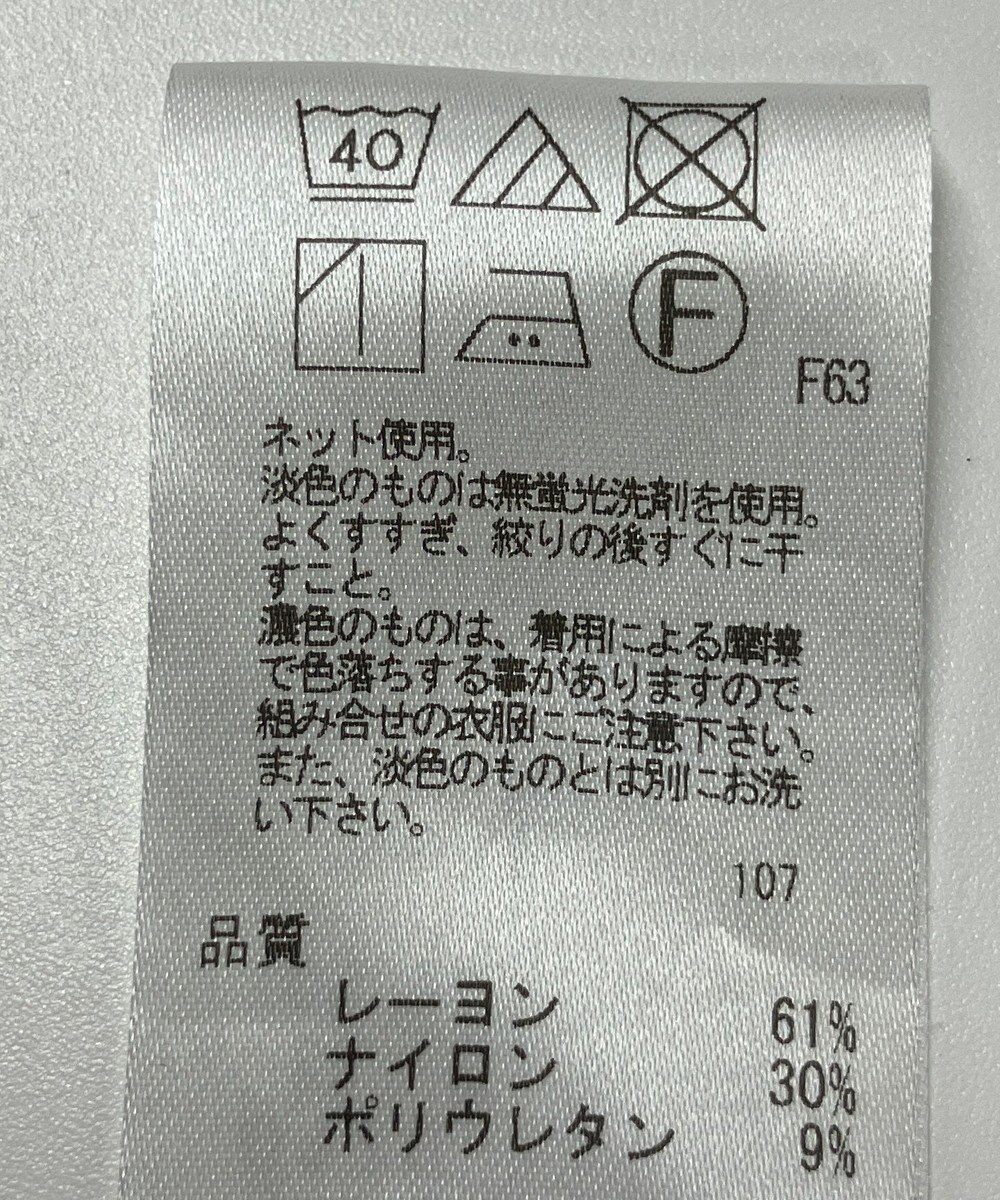 40
F
F63
ネット使用。
淡色のものは無蛍光洗剤を使用。
よくすすぎ、絞りの後すぐに干
すこと。
濃色のものは、着用による摩擦
で色落ちする事がありますので、
組み合せの衣服にご注意下さい。
また、淡色のものとは別にお洗
い下さい。
107
品質
レーヨン 61%
ナイロン 30%
ポリウレタン 9%